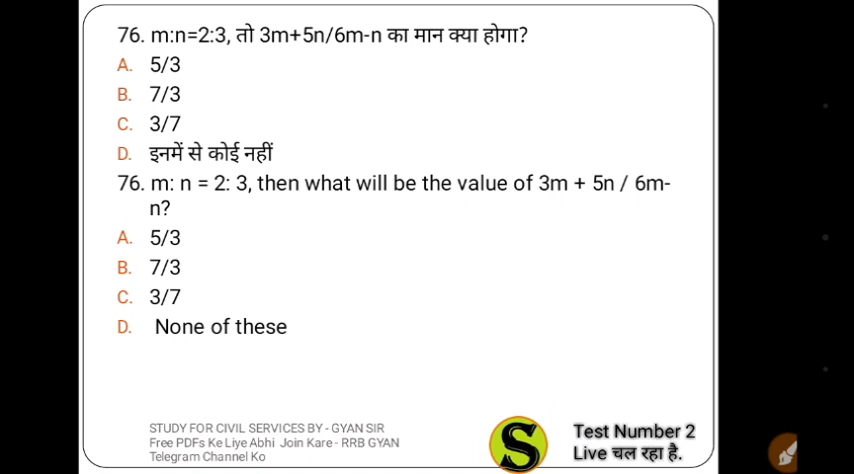 76. m:n=2:3, तो 3m+5n/6m-n का मान क्या होगा?
A. 5/3
B. 7/3
C. 3/7
D. इनमें से कोई नहीं
76. m: n = 2: 3, then what will be the value of 3m + 5n / 6m-
n?
A. 5/3
B. 7/3
C. 3/7
D. None of these
STUDY FOR CIVIL SERVICES BY - GYAN SIR
Free PDFs Ke Liye Abhi Join Kare - RRB GYAN
Telegram Channel Ko
S
Test Number 2
Live चल रहा है.